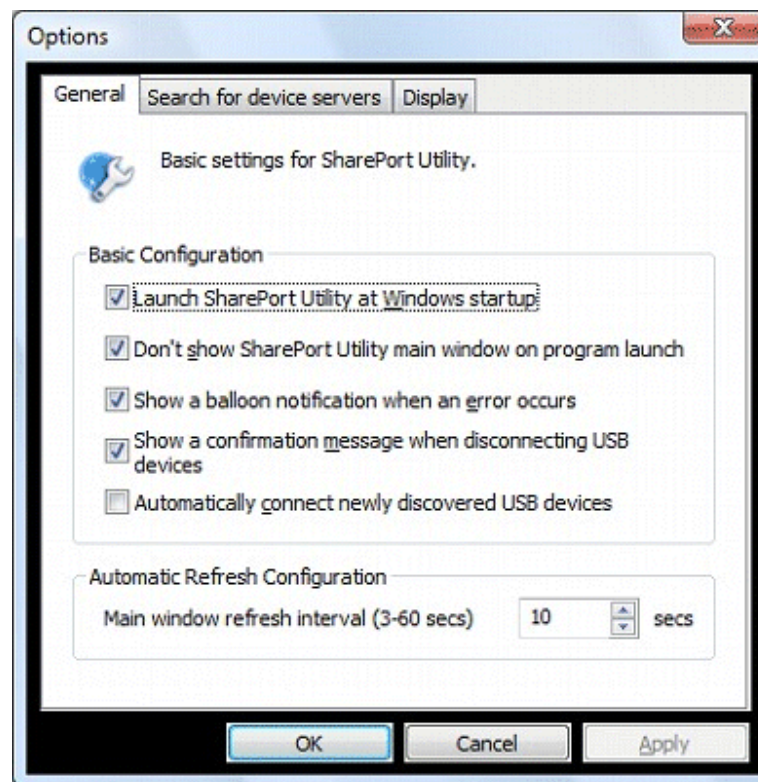 Options
General
Search for device servers
Display
Basic settings for SharePort Utility.
Basic Configuration
Launch SharePort Utility at Windows startup
Don't show SharePort Utility main window on program launch
Show a balloon notification when an error occurs
Show a confirmation message when disconnecting USB
devices
Automatically connect newly discovered USB devices
Automatic Refresh Configuration
Main window refresh interval (3-60 secs) 10 secs
OK
Cancel
Apply